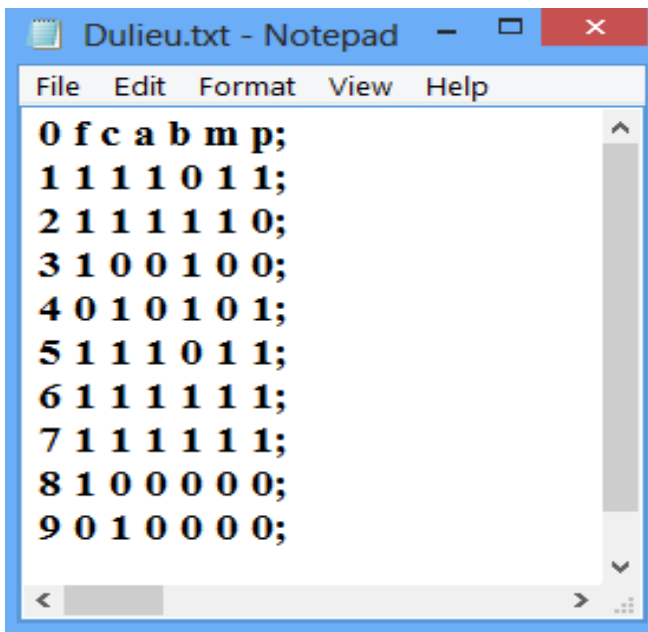 Dulieu.txt - Notepad
File Edit Format View Help
0 f c a b m p;
1 1 1 1 0 1 1;
2 1 1 1 1 1 0;
3 1 0 0 1 0 0;
4 0 1 0 1 0 1;
5 1 1 1 0 1 1;
6 1 1 1 1 1 1;
7 1 1 1 1 1 1;
8 1 0 0 0 0 0;
9 0 1 0 0 0 0;